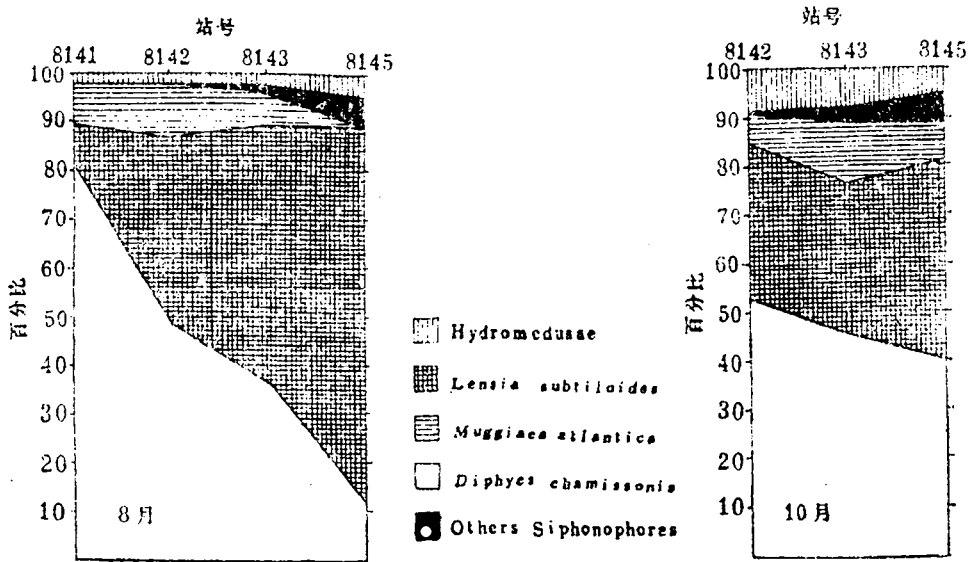 站号
8141 8142 8143 8145
100
90
80
70
60
50
40
30
20
10
百分比
8月
Hydromedusae
Lensia subtiloides
Muggiaea atlantica
Diphyes chamissonis
Others Siphonophores
站号
8142 8143 8145
100
90
80
70
60
50
40
30
20
10
百分比
10月